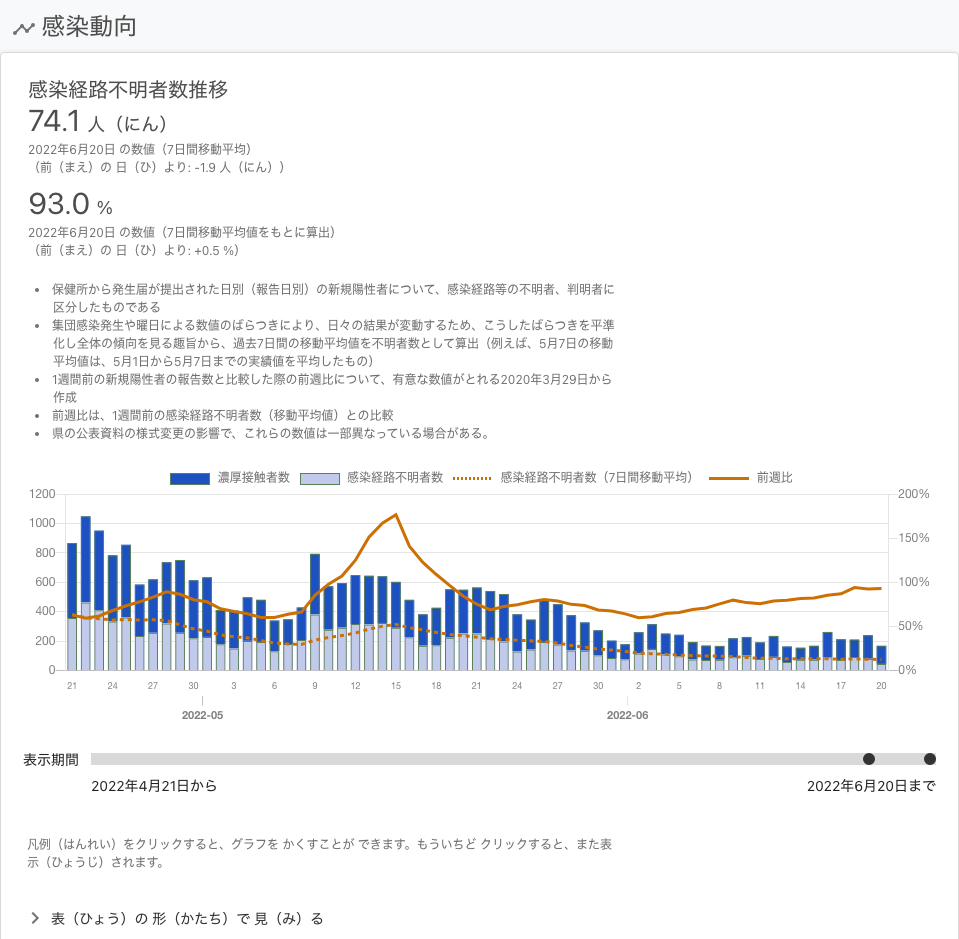 感染動向
感染経路不明者数推移
74.1 人（にん）
2022年6月20日 の数値（7日間移動平均）
（前（まえ）の 日（ひ）より: -1.9 人（にん））
93.0 %
2022年6月20日 の数値（7日間移動平均値をもとに算出）
（前（まえ）の 日（ひ）より: +0.5 %）
• 保健所から発生届が提出された日別（報告日別）の新規陽性者について、感染経路等の不明者、判明者に
区分したものである
• 集団感染発生や曜日による数値のばらつきにより、日々の結果が変動するため、こうしたばらつきを平準
化し全体の傾向を見る趣旨から、過去7日間の移動平均値を不明者数として算出（例えば、5月7日の移動
平均値は、5月1日から5月7日までの実績値を平均したもの）
• 1週間前の新規陽性者の報告数と比較した際の前週比について、有意な数値がとれる2020年3月29日から
作成
• 前週比は、1週間前の感染経路不明者数（移動平均値）との比較
• 県の公表資料の様式変更の影響で、これらの数値は一部異なっている場合がある。
濃厚接触者数 感染経路不明者数 感染経路不明者数（7日間移動平均） 前週比
1200 200%
1000 150%
800
600 100%
400
200 50%
0 0%
21 24 27 30 3 6 9 12 15 18 21 24 27 30 2 5 8 11 14 17 20
2022-05 2022-06
表示期間
2022年4月21日から 2022年6月20日まで
凡例（はんれい）をクリックすると、グラフを かくすことが できます。もういちど クリックすると、また表
示（ひょうじ）されます。
表（ひょう）の 形（かたち）で 見（み）る